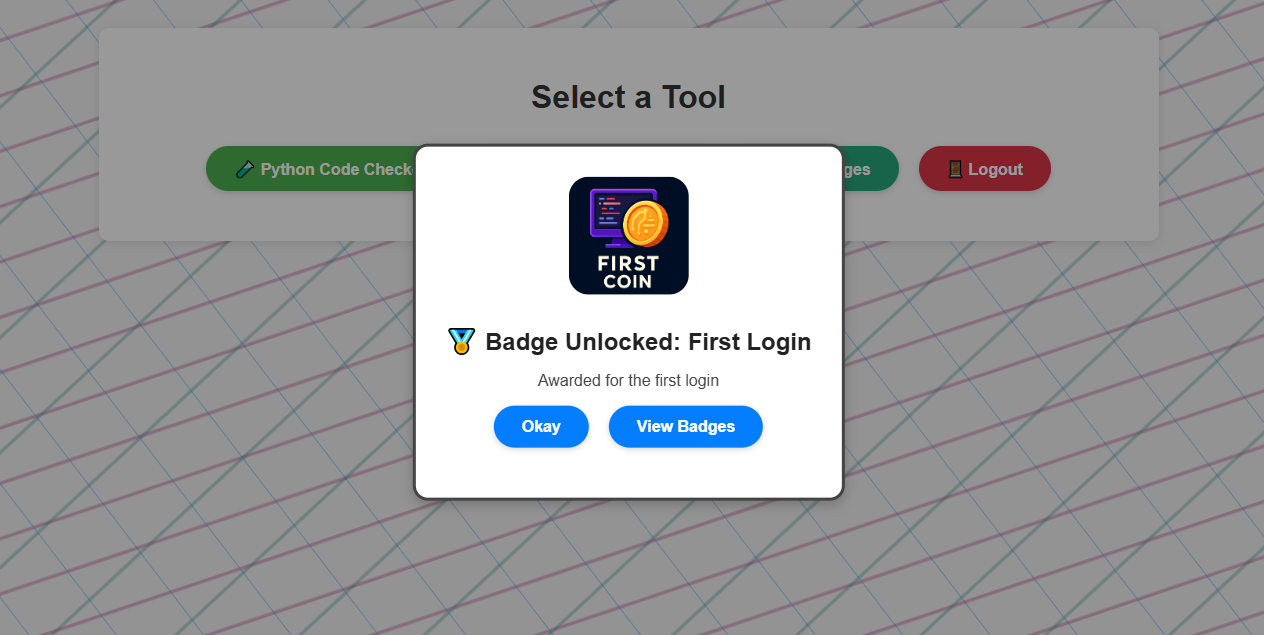 Select a Tool
Python Code Check
Logout
FIRST
COIN
Badge Unlocked: First Login
Awarded for the first login
Okay
View Badges